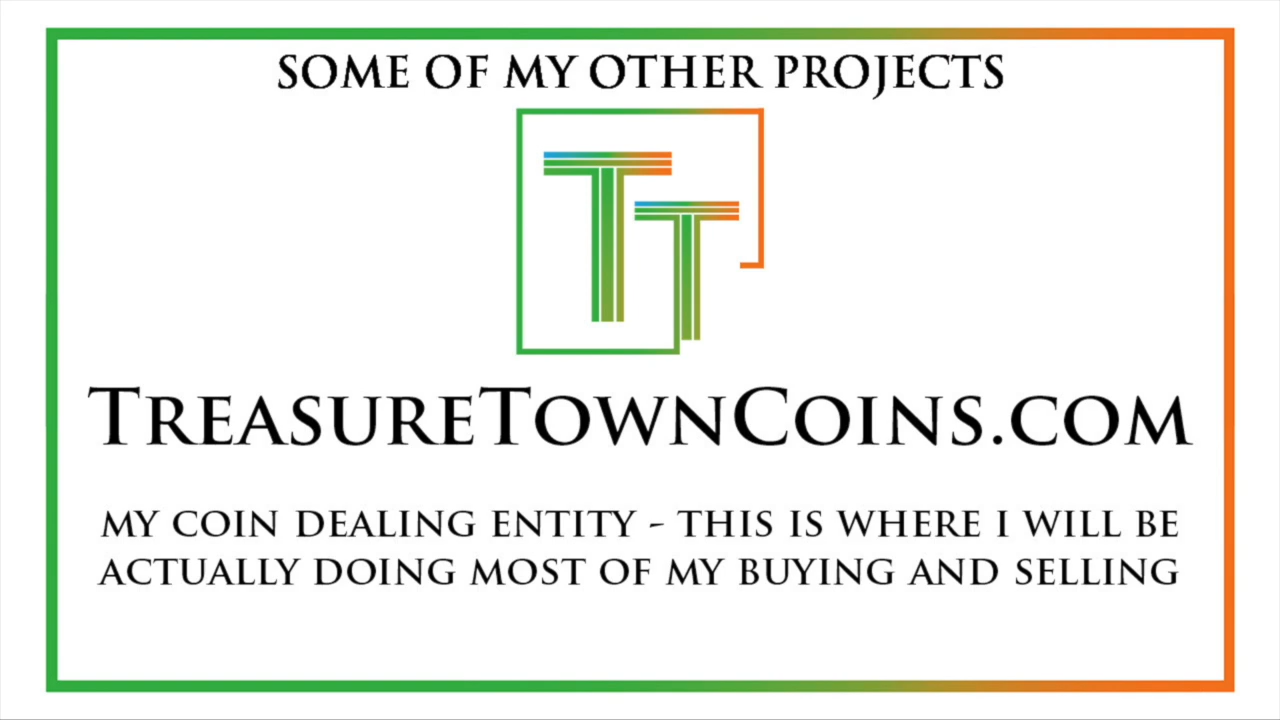 SOME OF MY OTHER PROJECTS
TT
TREASURETOWNCOINS.COM
MY COIN DEALING ENTITY - THIS IS WHERE I WILL BE
ACTUALLY DOING MOST OF MY BUYING AND SELLING